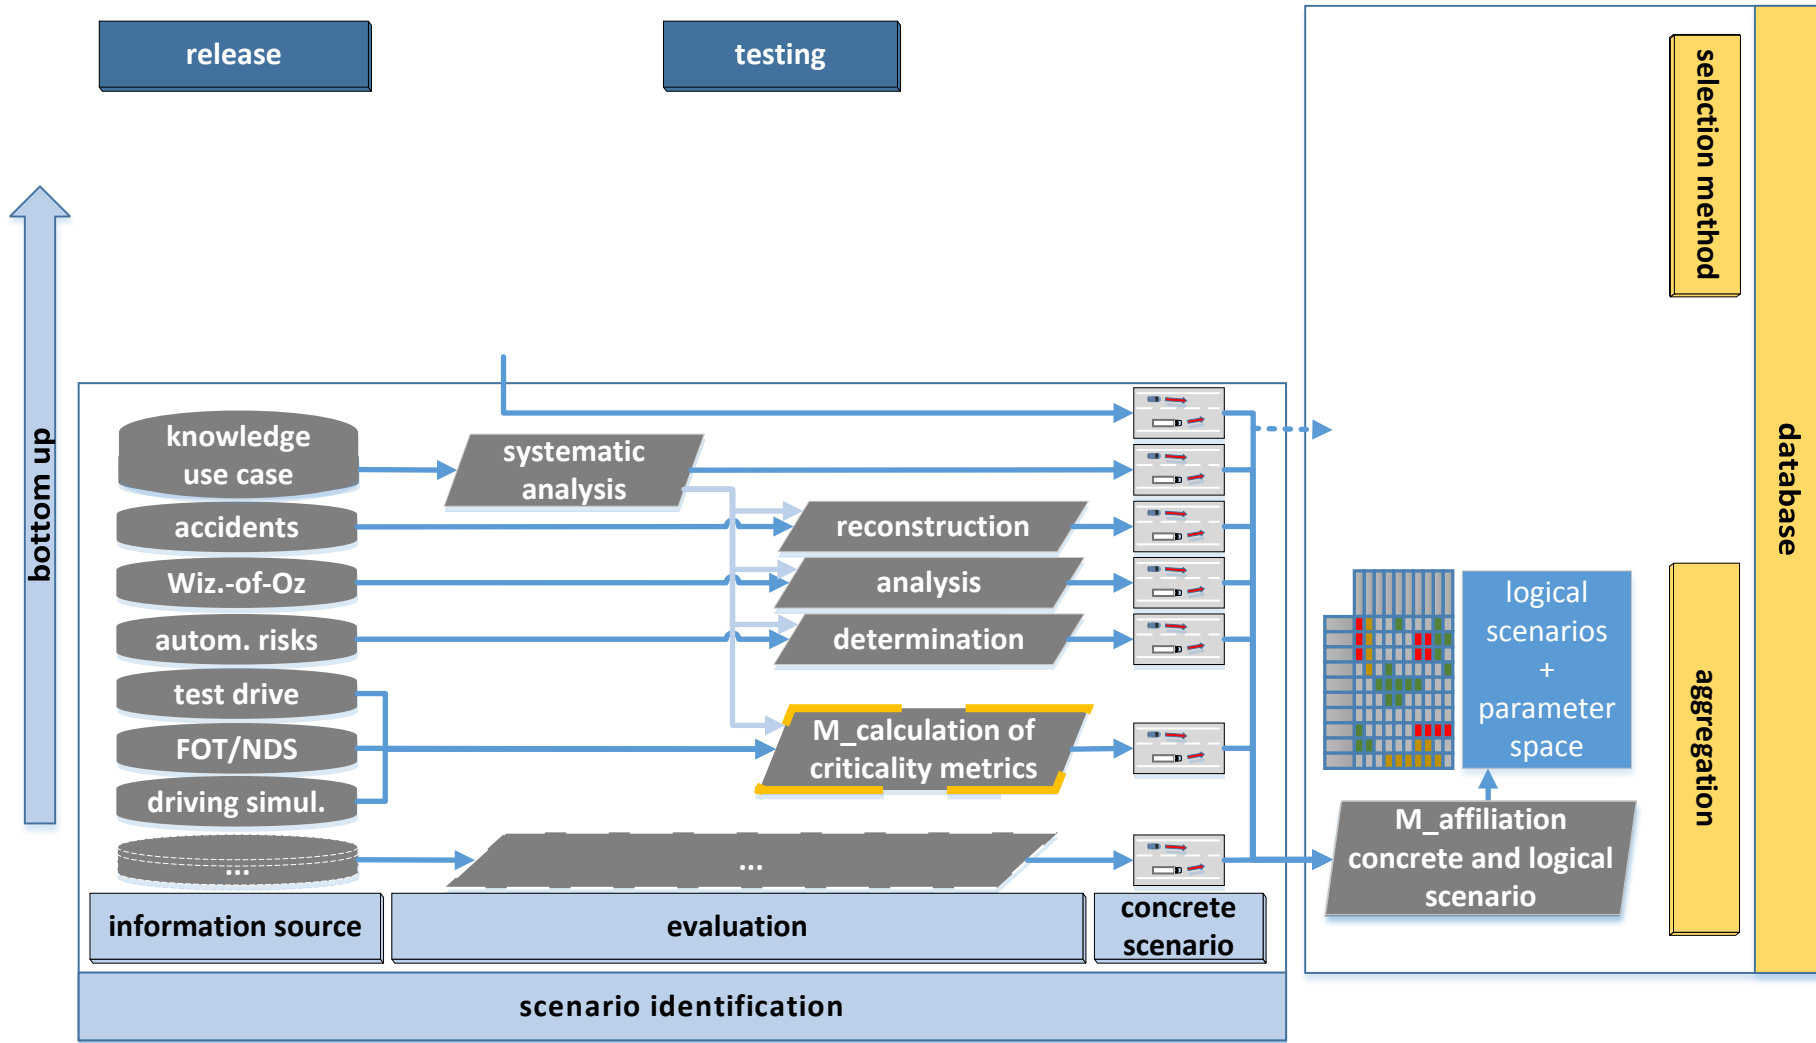 release
testing
selection method
database
bottom up
knowledge
use case
systematic
analysis
accidents
reconstruction
Wiz.-of-Oz
analysis
autom. risks
determination
test drive
FOT/NDS
driving simul.
M_calculation of
criticality metrics
...
...
logical
scenarios
+
parameter
space
aggregation
M_affiliation
concrete and logical
scenario
information source
evaluation
concrete
scenario
scenario identification